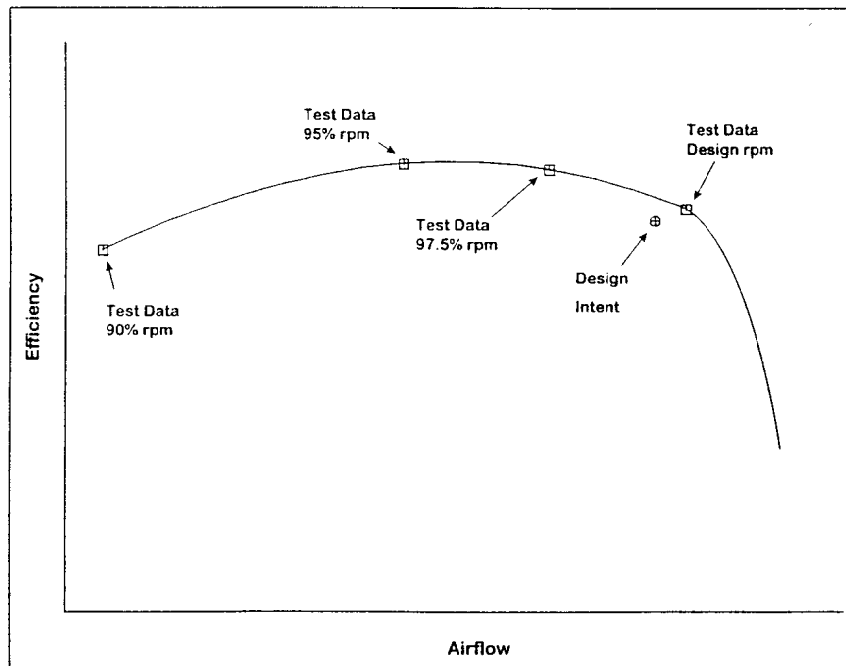 Test Data
95% rpm
Test Data
Design rpm
Test Data
97.5% rpm
Design
Intent
Test Data
90% rpm
Efficiency
Airflow